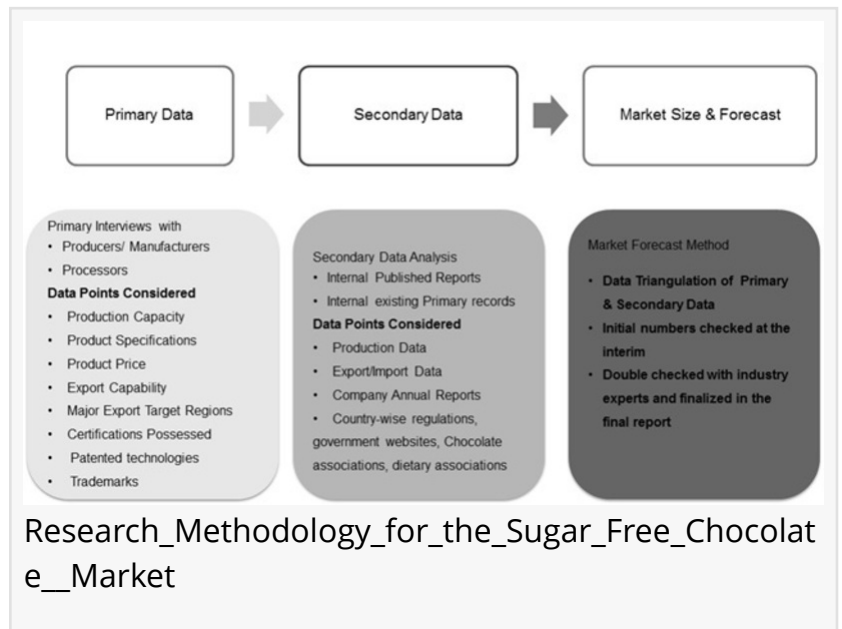 Primary Data
Secondary Data
Market Size & Forecast
Primary Interviews with
• Producers/ Manufacturers
• Processors
Data Points Considered
• Production Capacity
• Product Specifications
• Product Price
• Export Capability
• Major Export Target Regions
• Certifications Possessed
• Patented technologies
• Trademarks
Secondary Data Analysis
• Internal Published Reports
• Internal existing Primary records
Data Points Considered
• Production Data
• Export/Import Data
• Company Annual Reports
• Country-wise regulations,
government websites, Chocolate
associations, dietary associations
Market Forecast Method
• Data Triangulation of Primary
& Secondary Data
• Initial numbers checked at the
interim
• Double checked with industry
experts and finalized in the
final report
Research_Methodology_for_the_Sugar_Free_Chocolat
e__Market